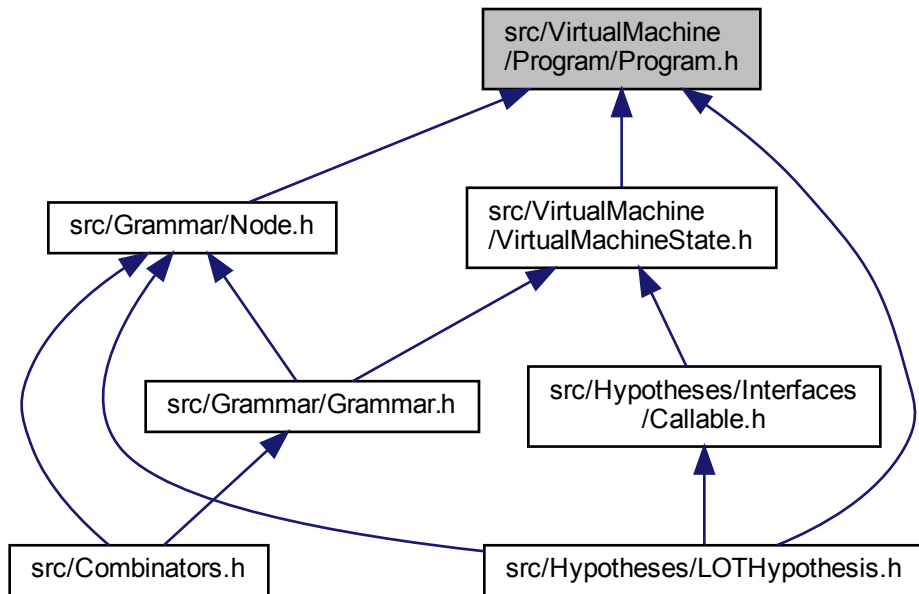 src/VirtualMachine
/Program/Program.h
src/Grammar/Node.h
src/VirtualMachine
/VirtualMachineState.h
src/Grammar/Grammar.h
src/Hypotheses/Interfaces
/Callable.h
src/Combinators.h
src/Hypotheses/LOTHypothesis.h